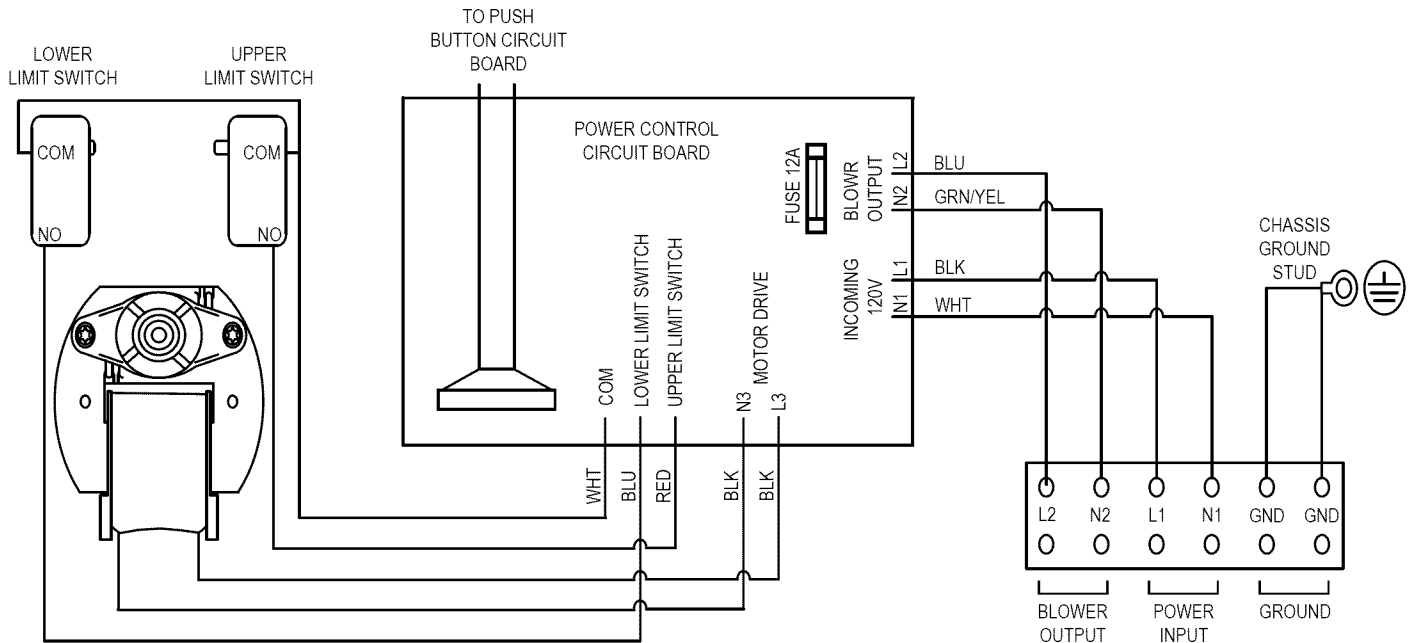 TO PUSH
BUTTON CIRCUIT
BOARD
LOWER
LIMIT SWITCH
UPPER
LIMIT SWITCH
COM
NO
COM
NO
POWER CONTROL
CIRCUIT BOARD
FUSE 12A
BLOWR
OUTPUT
L2
N2
INCOMING
120V
L1
N1
BLU
GRN/YEL
BLK
WHT
CHASSIS
GROUND
STUD
COM
LOWER LIMIT SWITCH
UPPER LIMIT SWITCH
MOTOR DRIVE
N3
L3
WHT
BLU
RED
BLK
BLK
L2 N2 L1 N1 GND GND
BLOWER
OUTPUT
POWER
INPUT
GROUND